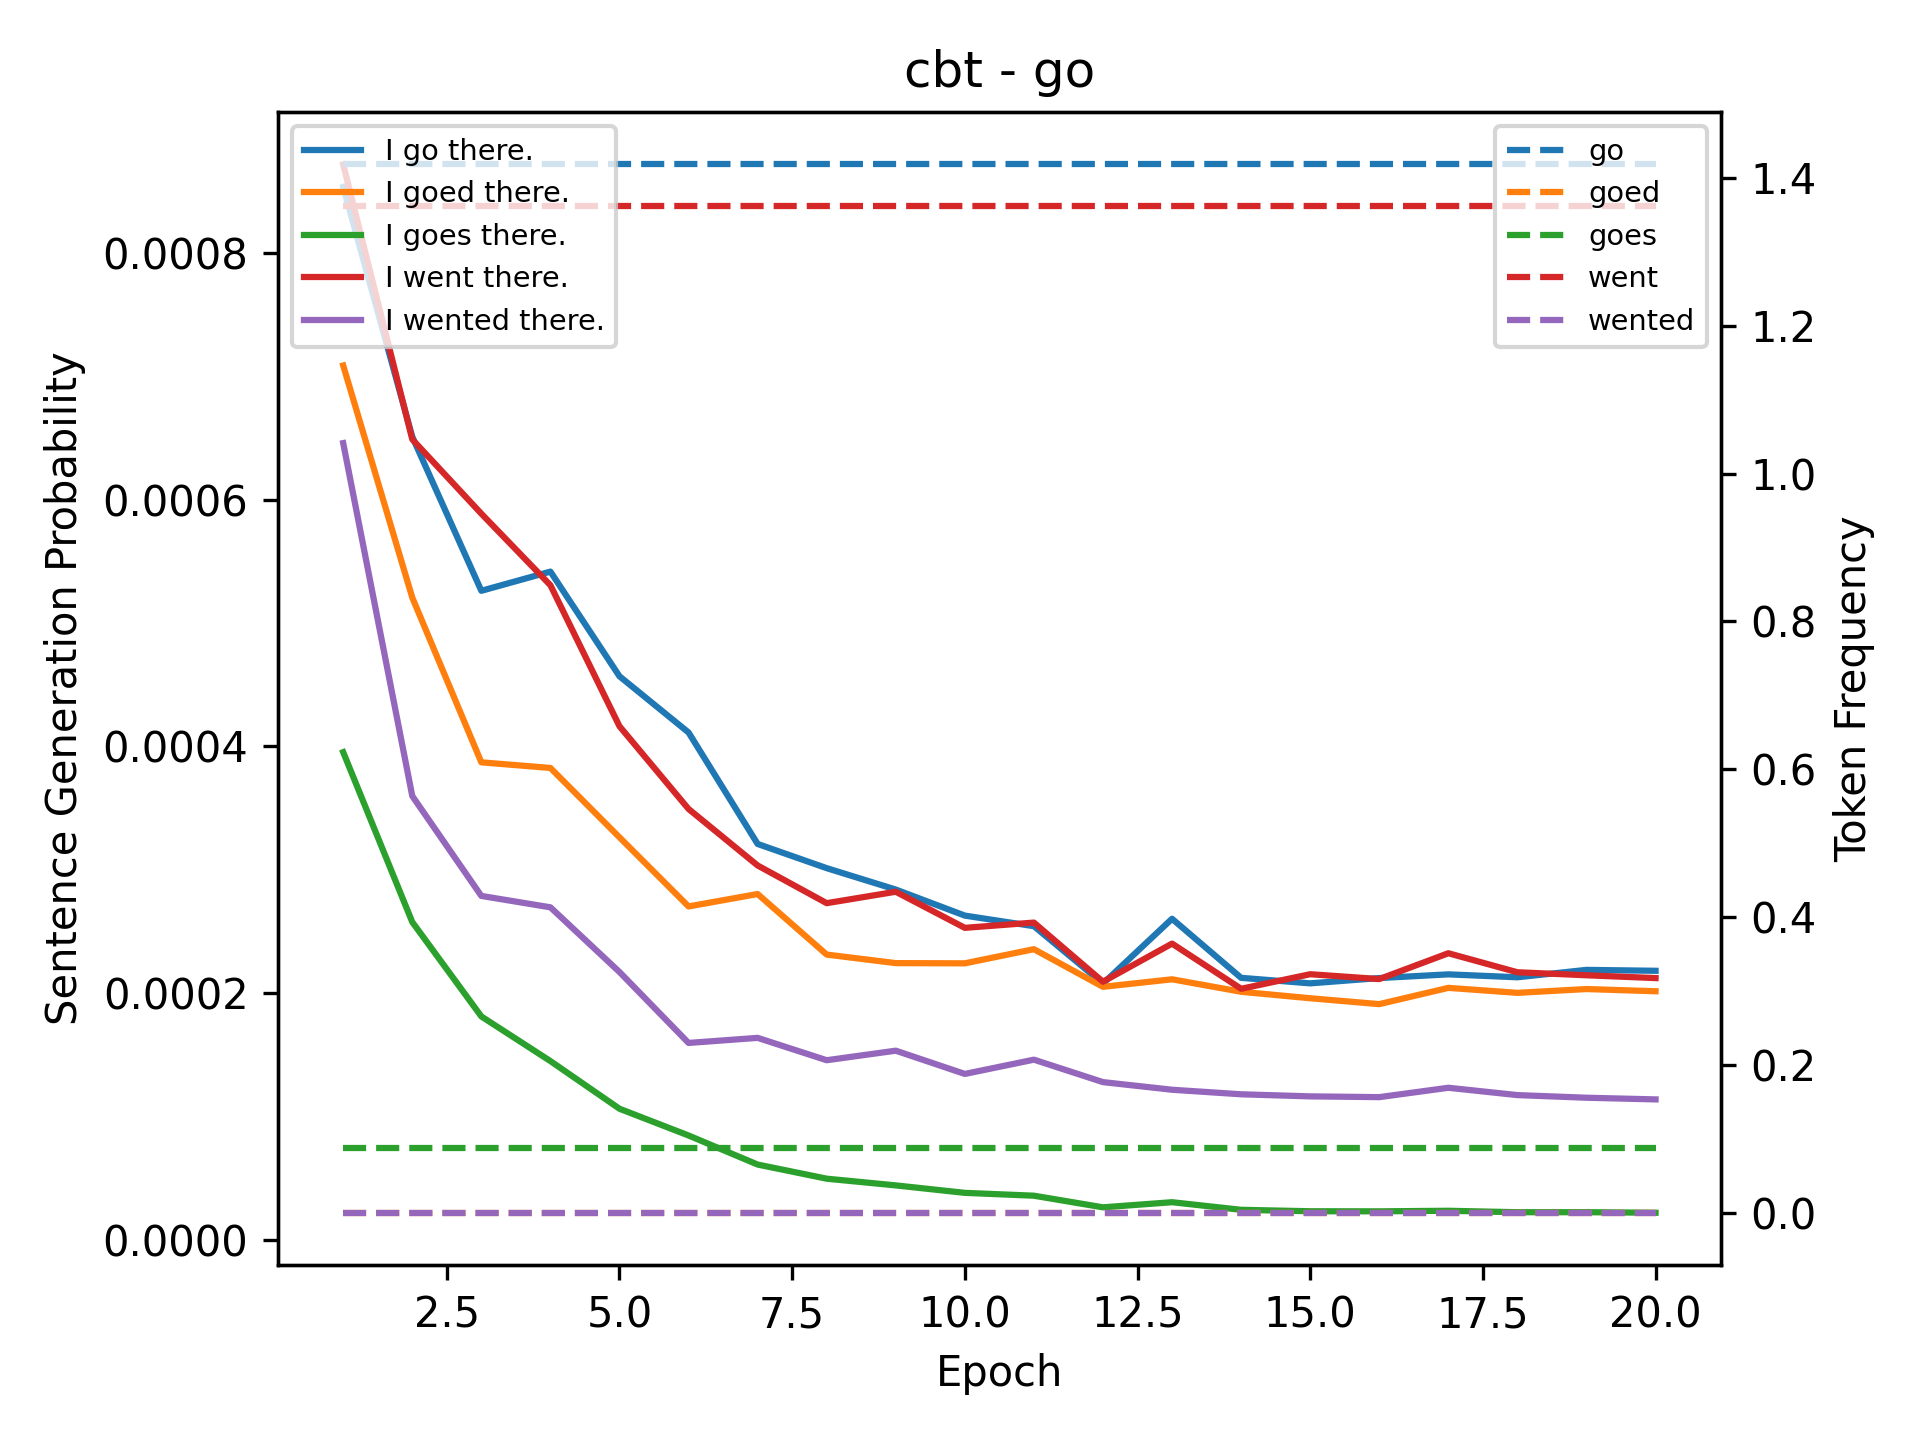 cbt - go
I go there.
I goed there.
I goes there.
I went there.
I wented there.
go
goed
goes
went
wented
Sentence Generation Probability
0.0008
0.0006
0.0004
0.0002
0.0000
1.4
1.2
1.0
0.8
0.6
0.4
0.2
0.0
Token Frequency
2.5 5.0 7.5 10.0 12.5 15.0 17.5 20.0
Epoch